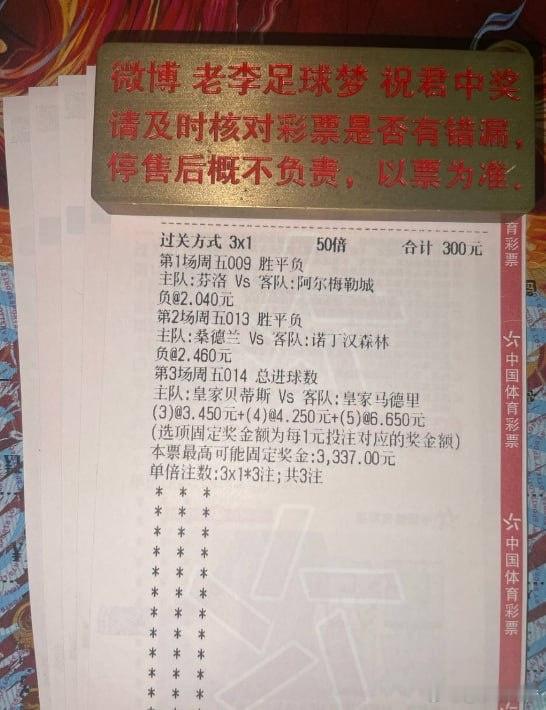 微博 老李足球梦 祝君中奖
请及时核对彩票是否有错漏，
停售后概不负责，以票为准.
过关方式 3x1 50倍 合计 300元
第1场周五009 胜平负
主队:芬洛 Vs 客队:阿尔梅勒城
负@2.040元
第2场周五013 胜平负
主队:桑德兰 Vs 客队:诺丁汉森林
负@2.460元
第3场周五014 总进球数
主队:皇家贝蒂斯 Vs 客队:皇家马德里
(3)@3.450元+(4)@4.250元+(5)@6.650元
(选项固定奖金额为每1元投注对应的奖金额)
本票最高可能固定奖金:3,337.00元
单倍注数:3x1*3注;共3注
* * *
* * *
* * *
* * *
* * *
* * *
* * *
* * *
* * *
* * *
* * *
育彩票
中国体育彩票
中国体育彩票